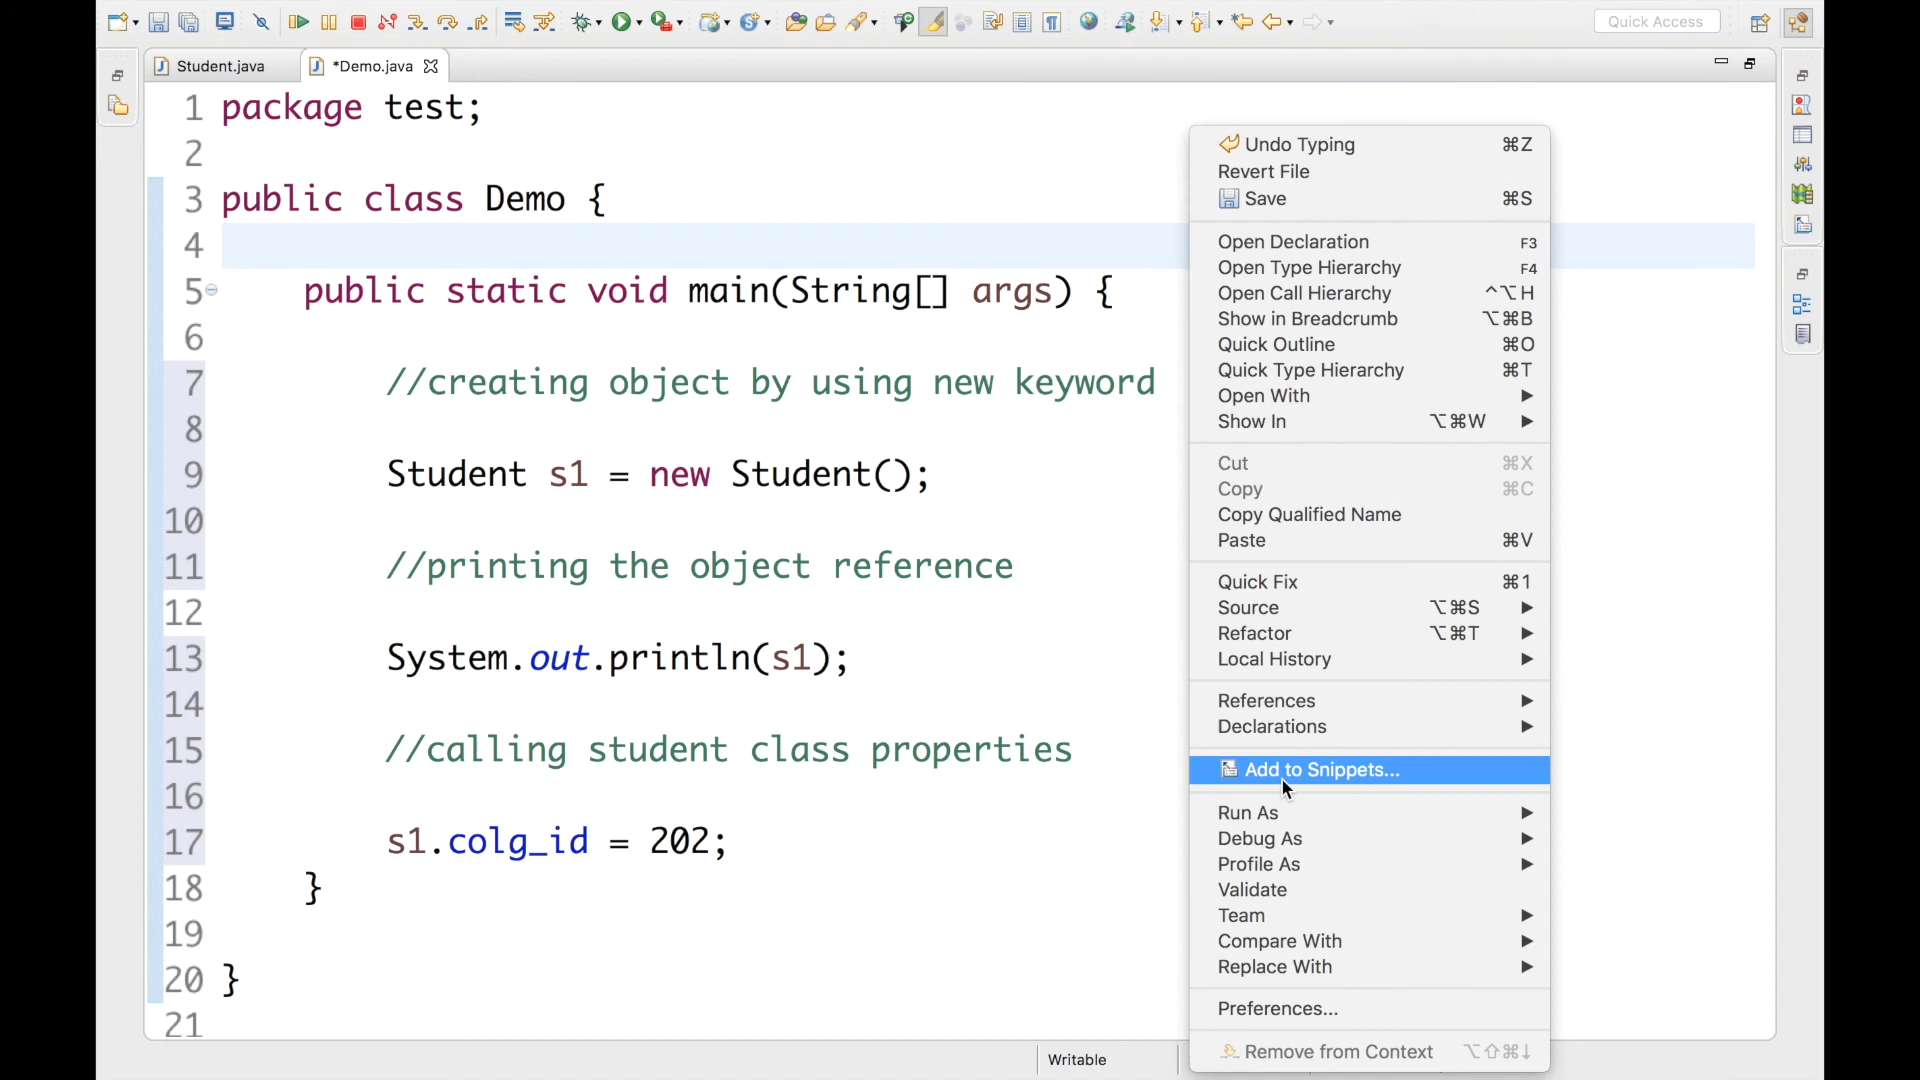 Quick Access
Student.java
*Demo.java
1 package test;
2
3 public class Demo {
4
5 public static void main(String[] args) {
6
7 //creating object by using new keyword
8
9 Student s1 = new Student();
10
11 //printing the object reference
12
13 System.out.println(s1);
14
15 //calling student class properties
16
17 s1.colg_id = 202;
18 }
19
20 }
21
Undo Typing ⌘Z
Revert File
Save ⌘S
Open Declaration F3
Open Type Hierarchy F4
Open Call Hierarchy ^⌥H
Show in Breadcrumb ⌥⌘B
Quick Outline ⌘O
Quick Type Hierarchy ⌘T
Open With
Show In ⌥⌘W
Cut ⌘X
Copy ⌘C
Copy Qualified Name
Paste ⌘V
Quick Fix ⌘1
Source ⌥⌘S
Refactor ⌥⌘T
Local History
References
Declarations
Add to Snippets...
Run As
Debug As
Profile As
Validate
Team
Compare With
Replace With
Preferences...
Remove from Context ⌥⇧⌘↓
Writable